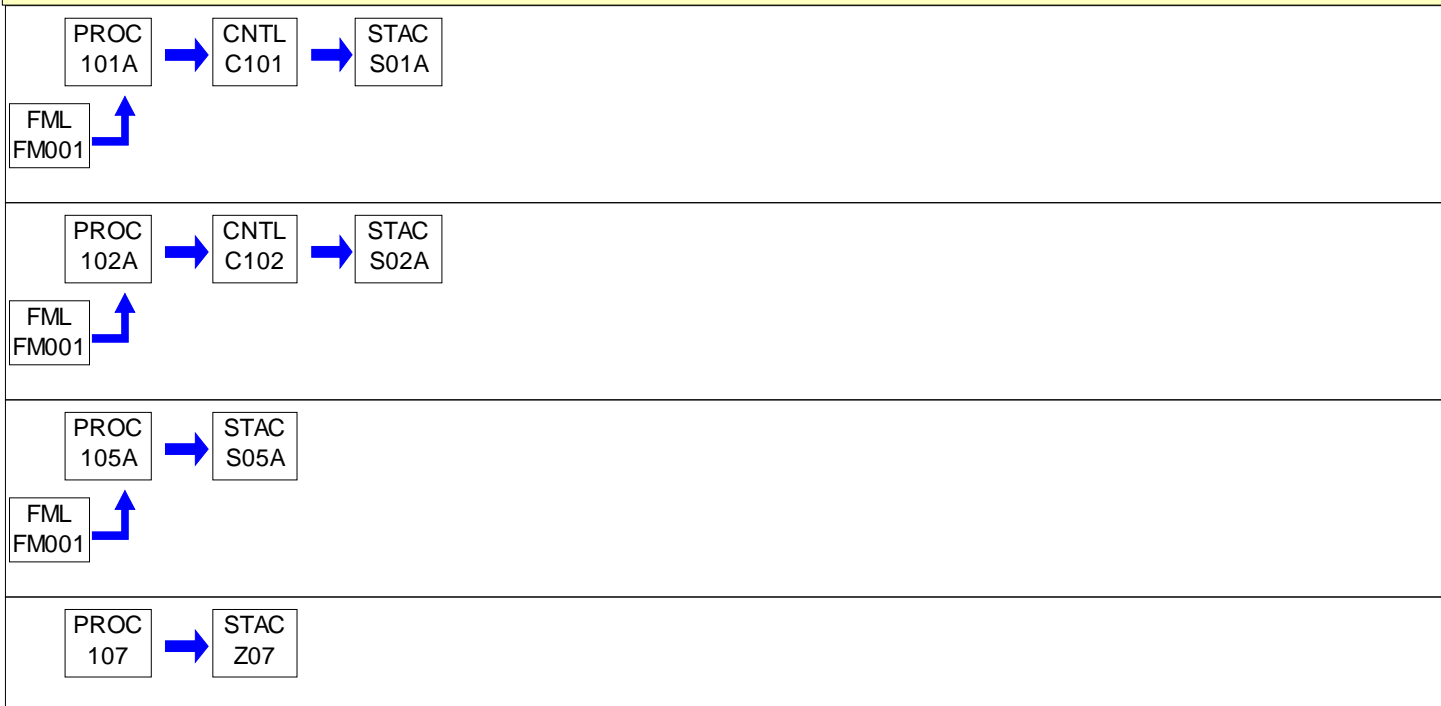 PROC
101A
CNTL
C101
STAC
S01A
FML
FM001
PROC
102A
CNTL
C102
STAC
S02A
FML
FM001
PROC
105A
STAC
S05A
FML
FM001
PROC
107
STAC
Z07